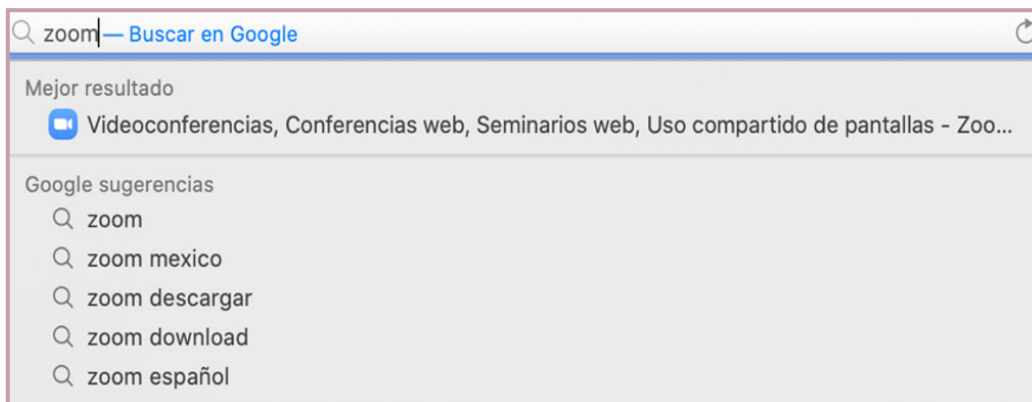 zoom — Buscar en Google
Mejor resultado
Videoconferencias, Conferencias web, Seminarios web, Uso compartido de pantallas - Zoo...
Google sugerencias
zoom
zoom mexico
zoom descargar
zoom download
zoom español